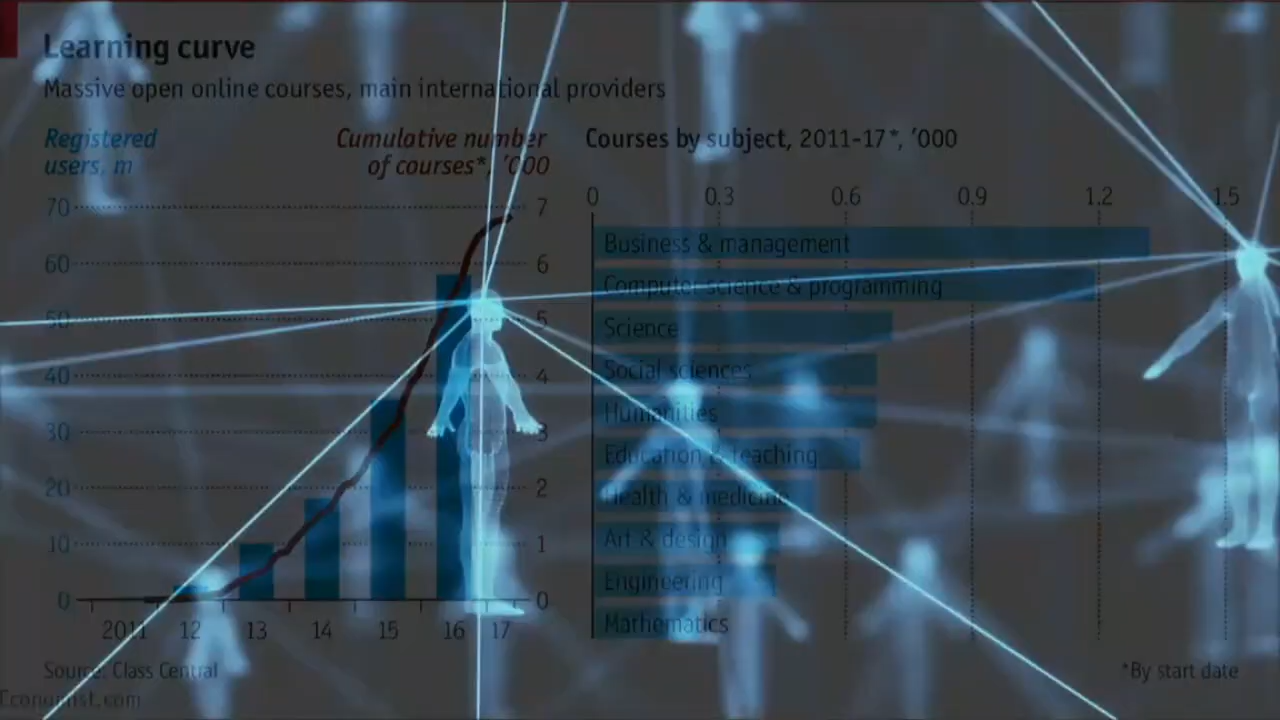 Learning curve
Massive open online courses, main international providers
Registered
users, m
Cumulative number
of courses*, ’000
70
60
50
40
30
20
10
0
7
6
5
4
3
2
1
0
2011 12 13 14 15 16 17
Courses by subject, 2011-17*, ’000
0 0.3 0.6 0.9 1.2 1.5
Business & management
Computer science & programming
Science
Social sciences
Humanities
Education & teaching
Health & medicine
Art & design
Engineering
Mathematics
Source: Class Central
*By start date
Economist.com